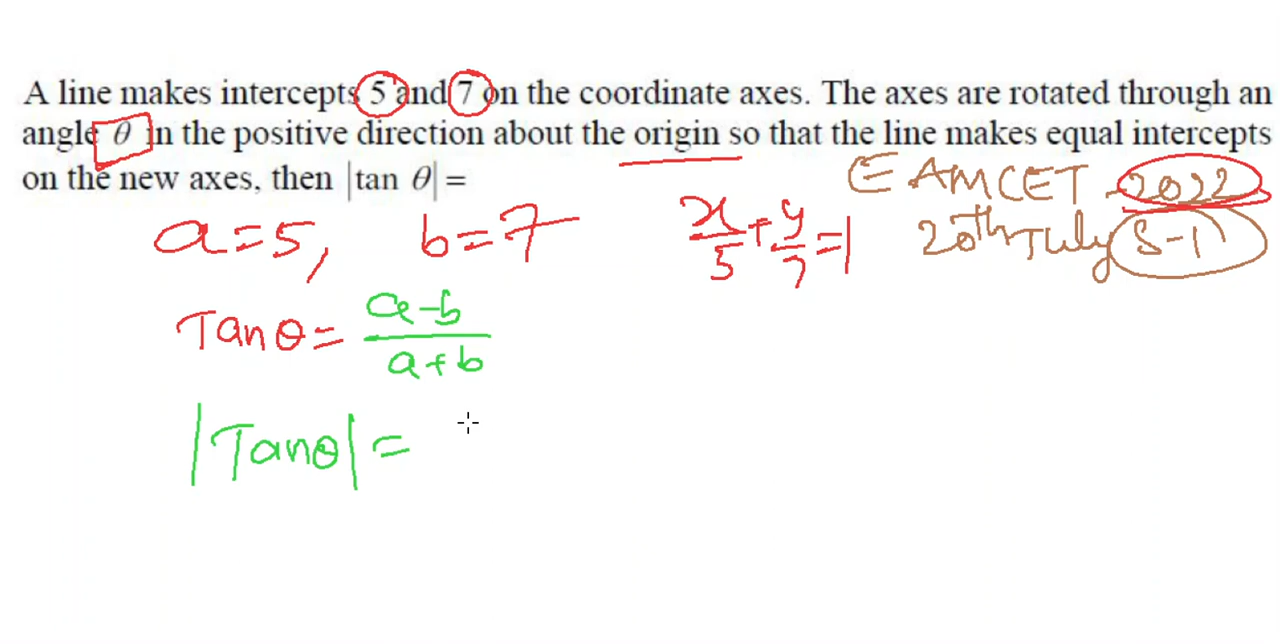 A line makes intercepts 5 and 7 on the coordinate axes. The axes are rotated through an
angle θ in the positive direction about the origin so that the line makes equal intercepts
on the new axes, then |tan θ| =
EAMCET 2022
a=5, b=7 x/5+y/7=1 20th July S-1
Tanθ= a-b/a+b
|Tanθ|=